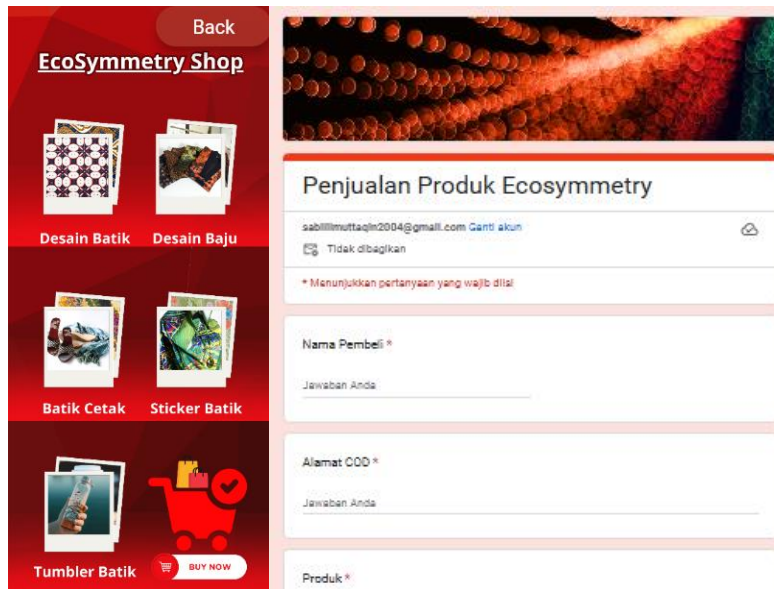 Back
EcoSymmetry Shop
Desain Batik
Desain Baju
Batik Cetak
Sticker Batik
Tumbler Batik
BUY NOW
Penjualan Produk Ecosymmetry
sabililmuttaqin2004@gmail.com Ganti akun
Tidak dibagikan
* Menunjukkan pertanyaan yang wajib diisi
Nama Pembeli *
Jawaban Anda
Alamat COD *
Jawaban Anda
Produk *